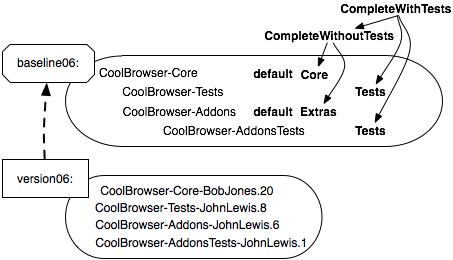 CompleteWithTests
CompleteWithoutTests
baseline06:
CoolBrowser-Core default Core
CoolBrowser-Tests Tests
CoolBrowser-Addons default Extras
CoolBrowser-AddonsTests Tests
version06:
CoolBrowser-Core-BobJones.20
CoolBrowser-Tests-JohnLewis.8
CoolBrowser-Addons-JohnLewis.6
CoolBrowser-AddonsTests-JohnLewis.1